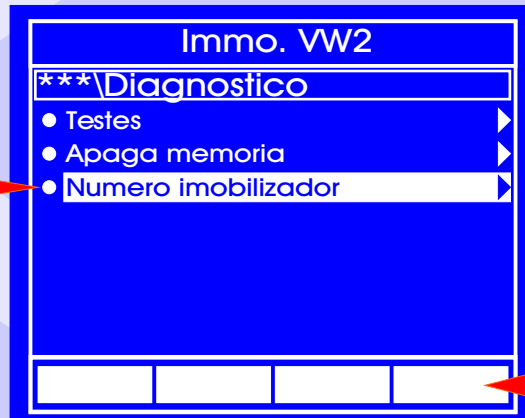 Immo. VW2
***\Diagnostico
Testes
Apaga memoria
Numero imobilizador